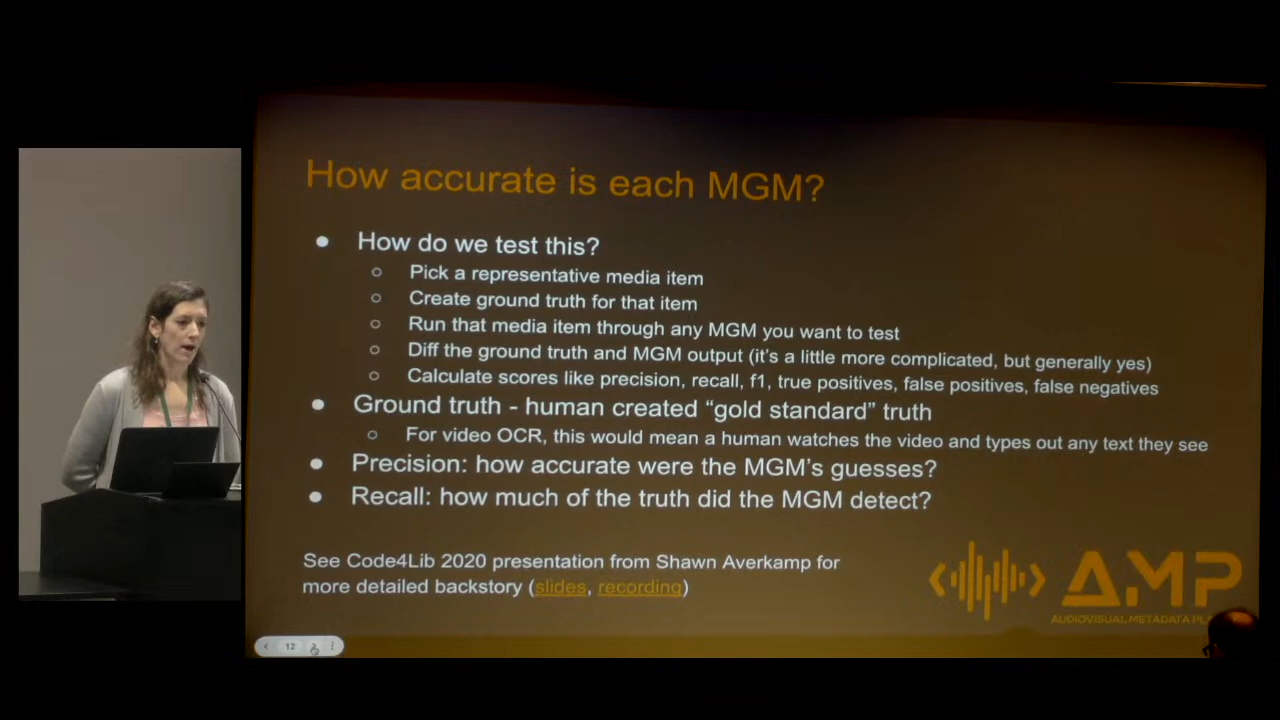 How accurate is each MGM?
● How do we test this?
○ Pick a representative media item
○ Create ground truth for that item
○ Run that media item through any MGM you want to test
○ Diff the ground truth and MGM output (it's a little more complicated, but generally yes)
○ Calculate scores like precision, recall, f1, true positives, false positives, false negatives
● Ground truth - human created “gold standard” truth
○ For video OCR, this would mean a human watches the video and types out any text they see
● Precision: how accurate were the MGM's guesses?
● Recall: how much of the truth did the MGM detect?
See Code4Lib 2020 presentation from Shawn Averkamp for
more detailed backstory (slides, recording)
AMP
AUDIOVISUAL METADATA
12